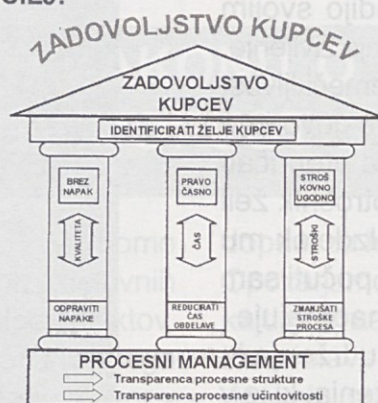 ZADOVOLJSTVO KUPCEV
ZADOVOLJSTVO
KUPCEV
IDENTIFICIRATI ŽELJE KUPCEV
BREZ
NAPAK
PRAVO
ČASNO
STROŠ
KOVNO
UGODNO
KVALITETA
ČAS
STROŠKI
ODPRAVITI
NAPAKE
REDUCIRATI
ČAS
OBDELAVE
ZMANJŠATI
STROŠKE
PROCESA
PROCESNI MANAGEMENT
Transparenca procesne strukture
Transparenca procesne učintovitosti